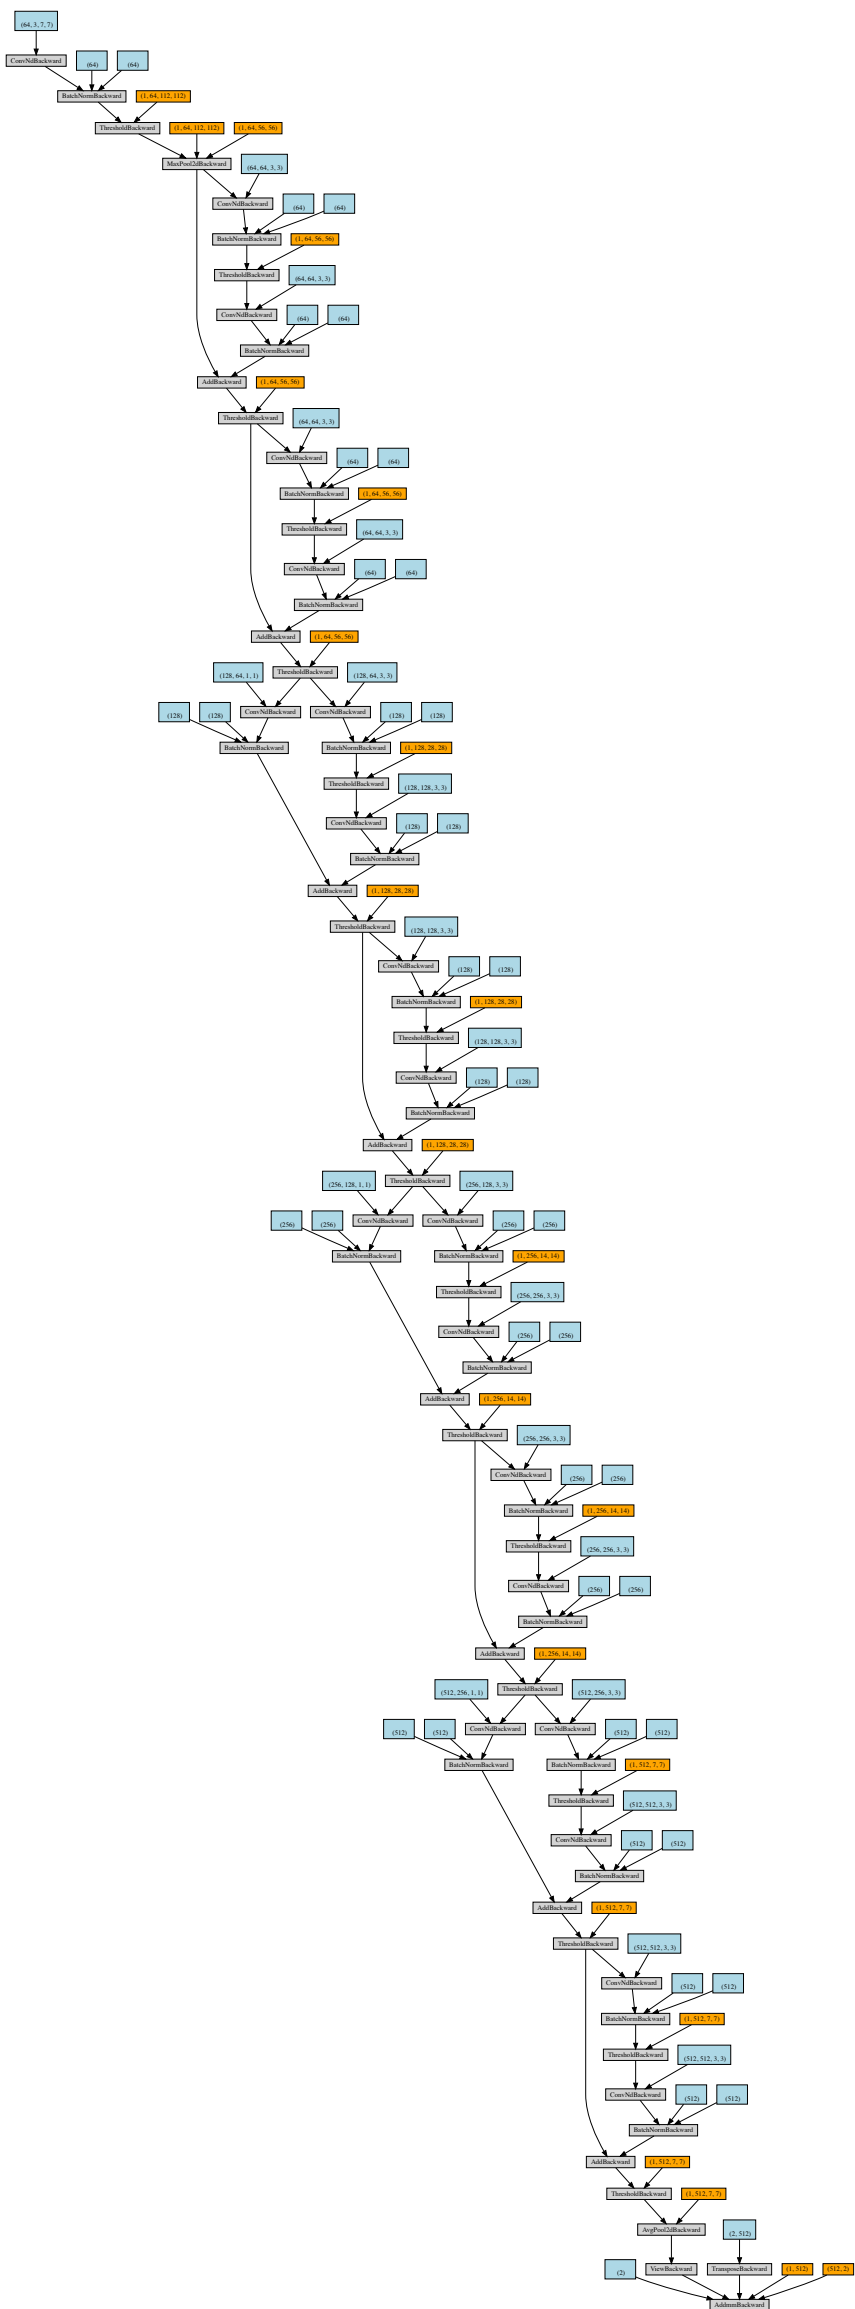 (64, 3, 7, 7)
ConvNdBackward
(64)
(64)
BatchNormBackward
(1, 64, 112, 112)
ThresholdBackward
(1, 64, 112, 112)
(1, 64, 56, 56)
MaxPool2dBackward
(64, 64, 3, 3)
ConvNdBackward
(64)
(64)
BatchNormBackward
(1, 64, 56, 56)
ThresholdBackward
(64, 64, 3, 3)
ConvNdBackward
(64)
(64)
BatchNormBackward
AddBackward
(1, 64, 56, 56)
ThresholdBackward
(64, 64, 3, 3)
ConvNdBackward
(64)
(64)
BatchNormBackward
(1, 64, 56, 56)
ThresholdBackward
(64, 64, 3, 3)
ConvNdBackward
(64)
(64)
BatchNormBackward
AddBackward
(1, 64, 56, 56)
ThresholdBackward
(128, 64, 1, 1)
(128, 64, 3, 3)
ConvNdBackward
ConvNdBackward
(128)
(128)
(128)
(128)
BatchNormBackward
BatchNormBackward
(1, 128, 28, 28)
ThresholdBackward
(128, 128, 3, 3)
ConvNdBackward
(128)
(128)
BatchNormBackward
AddBackward
(1, 128, 28, 28)
ThresholdBackward
(128, 128, 3, 3)
ConvNdBackward
(128)
(128)
BatchNormBackward
(1, 128, 28, 28)
ThresholdBackward
(128, 128, 3, 3)
ConvNdBackward
(128)
(128)
BatchNormBackward
AddBackward
(1, 128, 28, 28)
ThresholdBackward
(256, 128, 1, 1)
(256, 128, 3, 3)
ConvNdBackward
ConvNdBackward
(256)
(256)
(256)
(256)
BatchNormBackward
BatchNormBackward
(1, 256, 14, 14)
ThresholdBackward
(256, 256, 3, 3)
ConvNdBackward
(256)
(256)
BatchNormBackward
AddBackward
(1, 256, 14, 14)
ThresholdBackward
(256, 256, 3, 3)
ConvNdBackward
(256)
(256)
BatchNormBackward
(1, 256, 14, 14)
ThresholdBackward
(256, 256, 3, 3)
ConvNdBackward
(256)
(256)
BatchNormBackward
AddBackward
(1, 256, 14, 14)
ThresholdBackward
(512, 256, 1, 1)
(512, 256, 3, 3)
ConvNdBackward
ConvNdBackward
(512)
(512)
(512)
(512)
BatchNormBackward
BatchNormBackward
(1, 512, 7, 7)
ThresholdBackward
(512, 512, 3, 3)
ConvNdBackward
(512)
(512)
BatchNormBackward
AddBackward
(1, 512, 7, 7)
ThresholdBackward
(512, 512, 3, 3)
ConvNdBackward
(512)
(512)
BatchNormBackward
(1, 512, 7, 7)
ThresholdBackward
(512, 512, 3, 3)
ConvNdBackward
(512)
(512)
BatchNormBackward
AddBackward
(1, 512, 7, 7)
ThresholdBackward
(1, 512, 7, 7)
AvgPool2dBackward
(2, 512)
(2)
ViewBackward
TransposeBackward
(1, 512)
(512, 2)
AddmmBackward